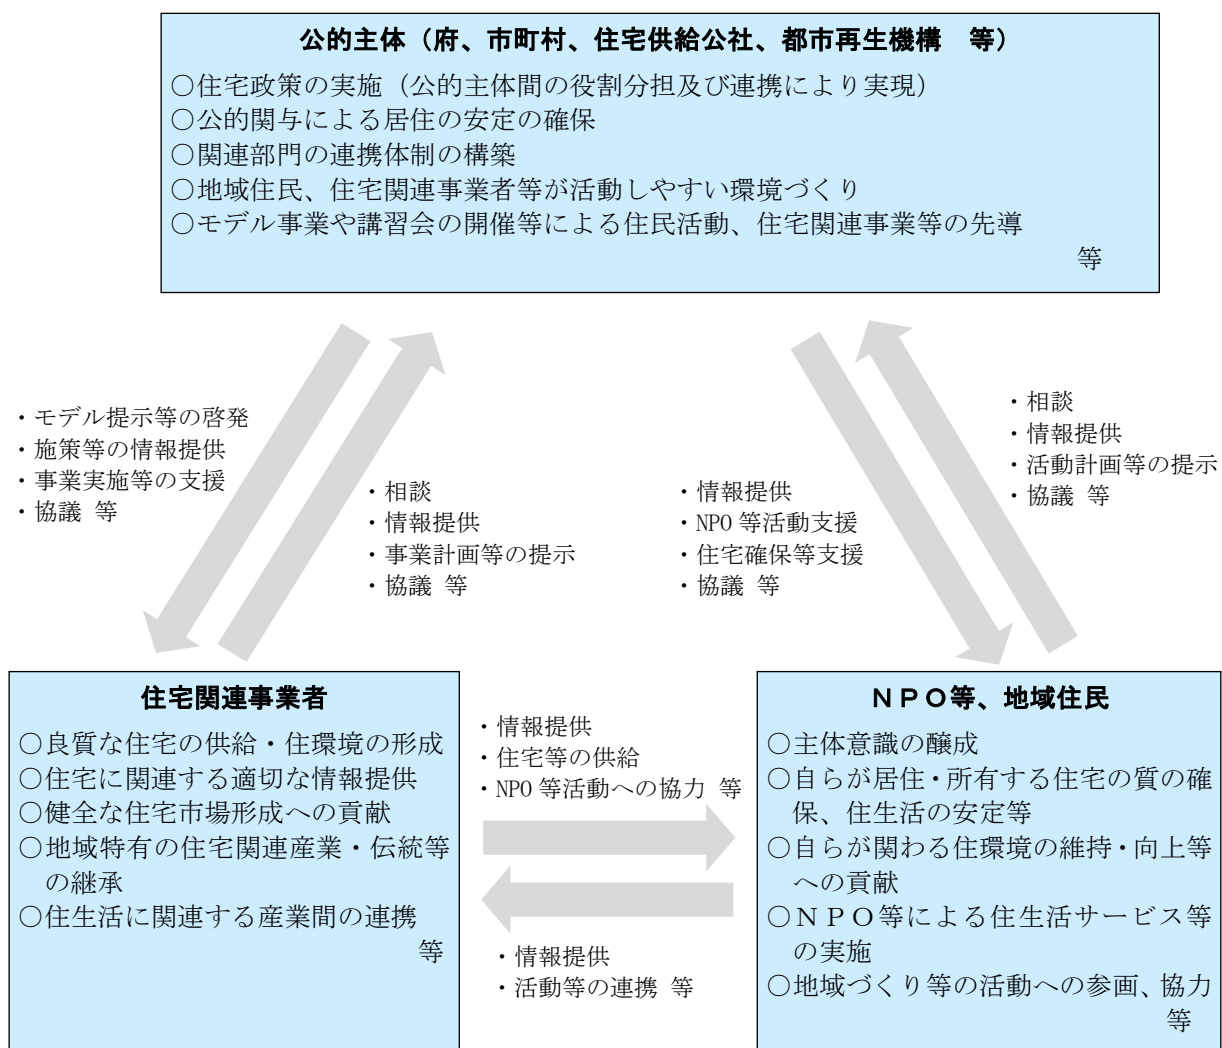 公的主体（府、市町村、住宅供給公社、都市再生機構　等）
○住宅政策の実施（公的主体間の役割分担及び連携により実現）
○公的関与による居住の安定の確保
○関連部門の連携体制の構築
○地域住民、住宅関連事業者等が活動しやすい環境づくり
○モデル事業や講習会の開催等による住民活動、住宅関連事業等の先導
等
・モデル提示等の啓発
・施策等の情報提供
・事業実施等の支援
・協議 等
・相談
・情報提供
・事業計画等の提示
・協議 等
・情報提供
・NPO 等活動支援
・住宅確保等支援
・協議 等
・相談
・情報提供
・活動計画等の提示
・協議 等
住宅関連事業者
○良質な住宅の供給・住環境の形成
○住宅に関連する適切な情報提供
○健全な住宅市場形成への貢献
○地域特有の住宅関連産業・伝統等
の継承
○住生活に関連する産業間の連携
等
・情報提供
・住宅等の供給
・NPO 等活動への協力 等
・情報提供
・活動等の連携 等
ＮＰＯ等、地域住民
○主体意識の醸成
○自らが居住・所有する住宅の質の確
保、住生活の安定等
○自らが関わる住環境の維持・向上等
への貢献
○ＮＰＯ等による住生活サービス等
の実施
○地域づくり等の活動への参画、協力
等